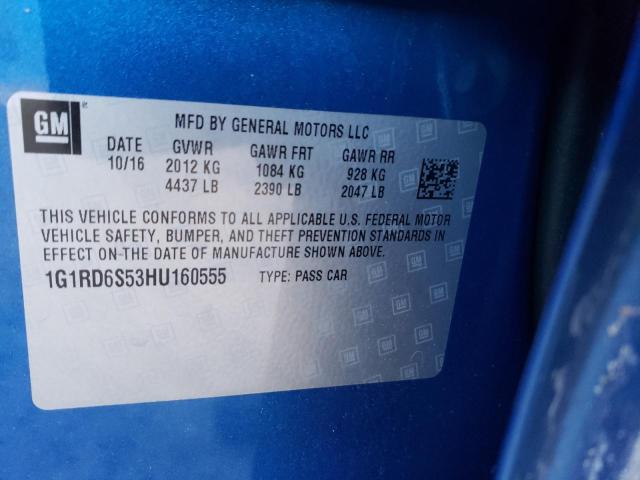 GM ®
MFD BY GENERAL MOTORS LLC
DATE GVWR GAWR FRT GAWR RR
10/16 2012 KG 1084 KG 928 KG
4437 LB 2390 LB 2047 LB
THIS VEHICLE CONFORMS TO ALL APPLICABLE U.S. FEDERAL MOTOR
VEHICLE SAFETY, BUMPER, AND THEFT PREVENTION STANDARDS IN
EFFECT ON THE DATE OF MANUFACTURE SHOWN ABOVE.
1G1RD6S53HU160555 TYPE: PASS CAR